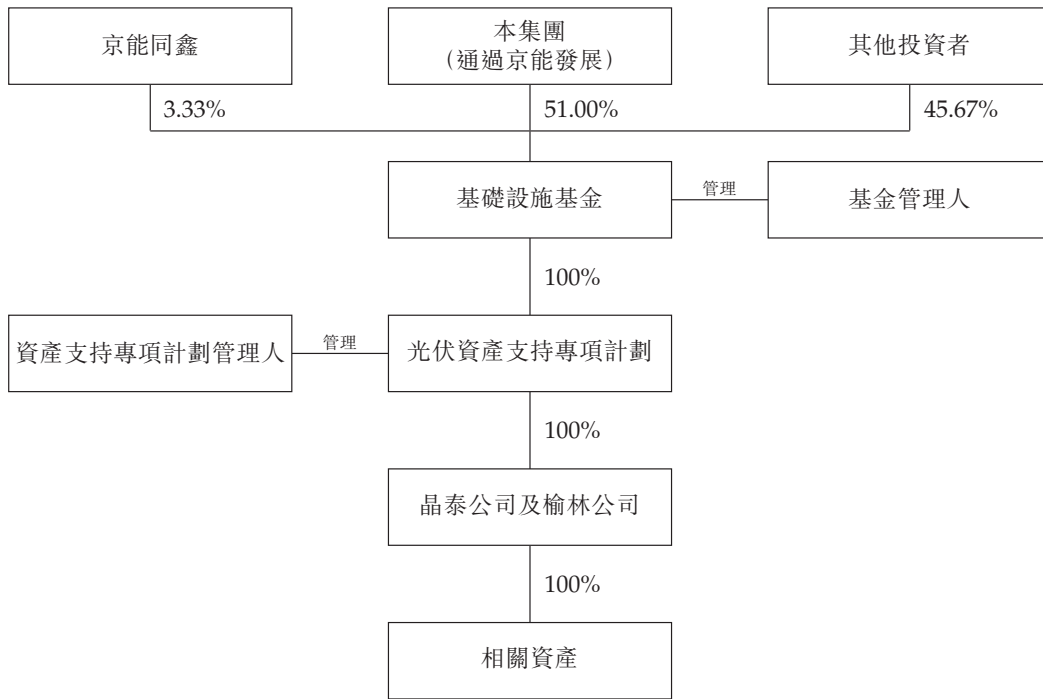 京能同鑫
本集團
(通過京能發展)
其他投資者
3.33%
51.00%
45.67%
基礎設施基金
管理
基金管理人
100%
資產支持專項計劃管理人
管理
光伏資產支持專項計劃
100%
晶泰公司及榆林公司
100%
相關資產